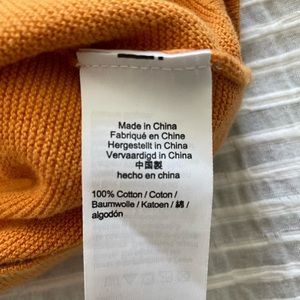 Made in China
Fabriqué en Chine
Hergestellt in China
Vervaardigd in China
中国製
hecho en china
100% Cotton / Coton /
Baumwolle / Katoen / 綿 /
algodón